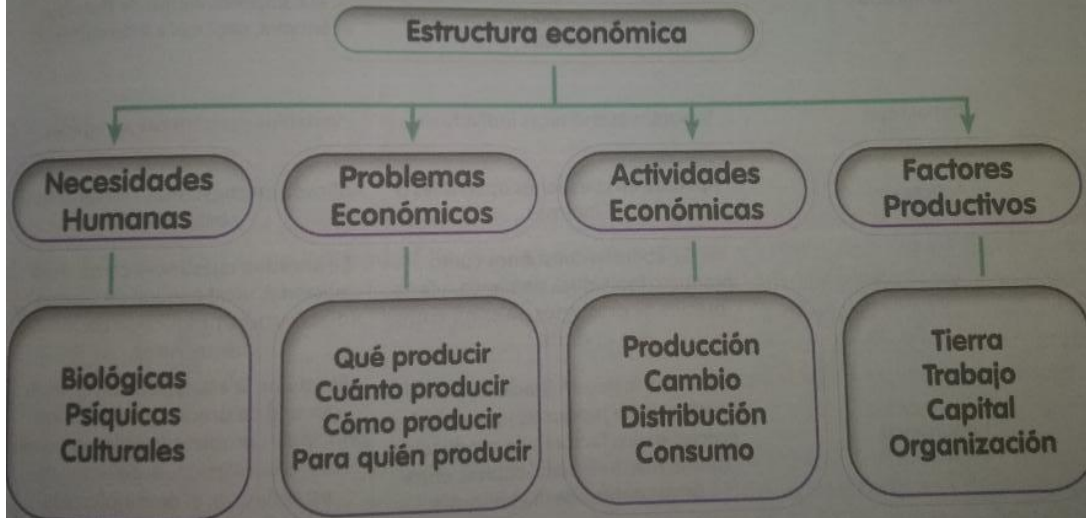 Estructura económica
Necesidades
Humanas
Problemas
Económicos
Actividades
Económicas
Factores
Productivos
Biológicas
Psíquicas
Culturales
Qué producir
Cuánto producir
Cómo producir
Para quién producir
Producción
Cambio
Distribución
Consumo
Tierra
Trabajo
Capital
Organización